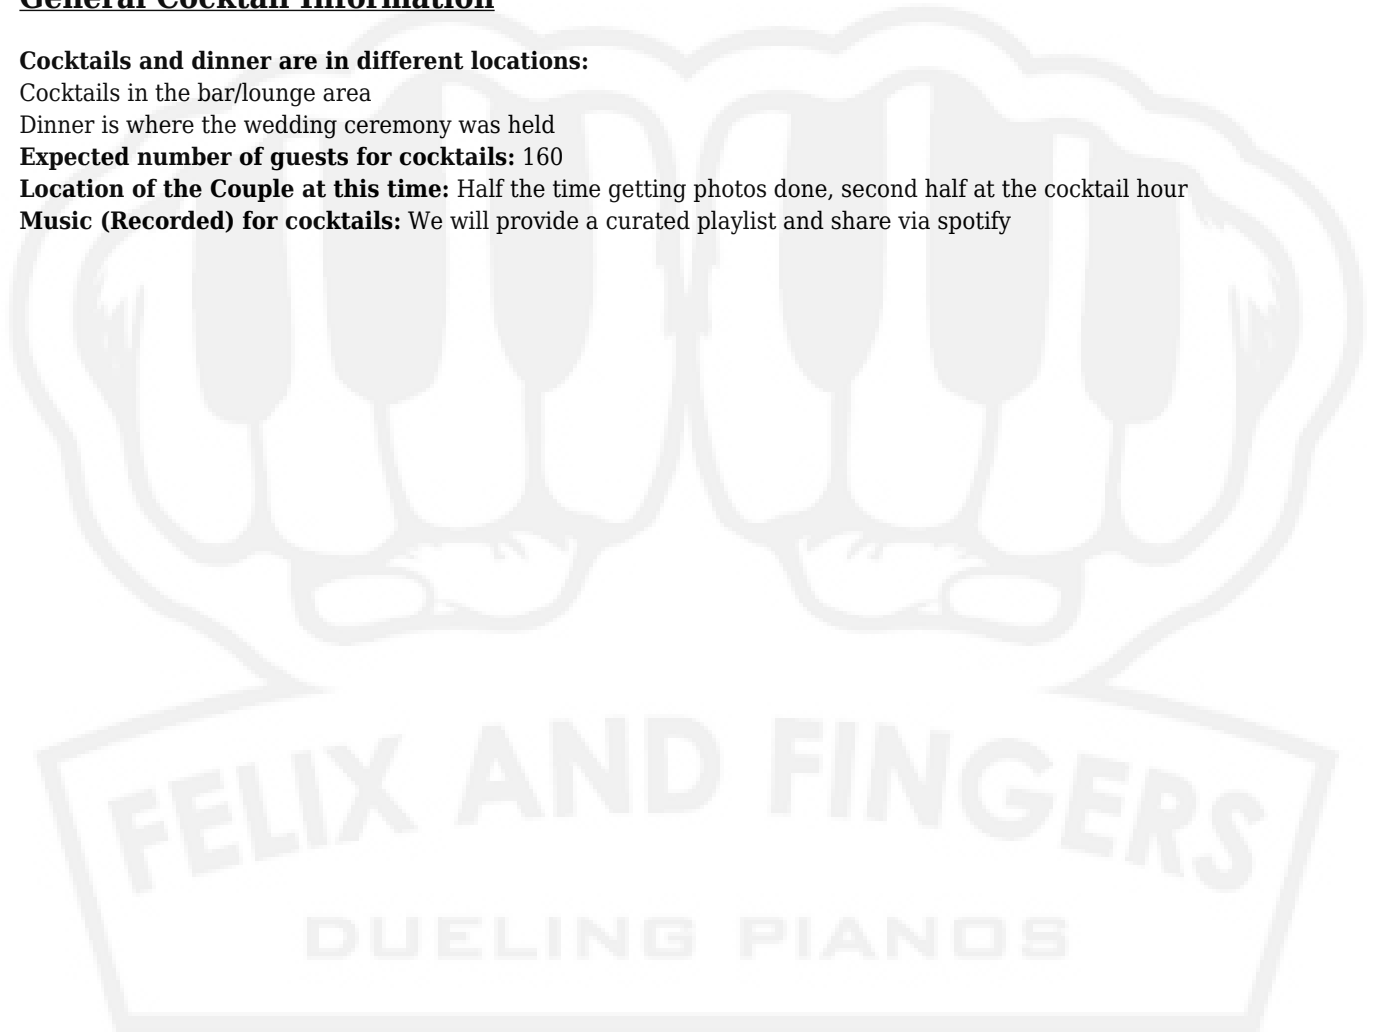 General Cocktail Information
Cocktails and dinner are in different locations:
Cocktails in the bar/lounge area
Dinner is where the wedding ceremony was held
Expected number of guests for cocktails: 160
Location of the Couple at this time: Half the time getting photos done, second half at the cocktail hour
Music (Recorded) for cocktails: We will provide a curated playlist and share via spotify
FELIX AND FINGERS
DUELING PIANOS